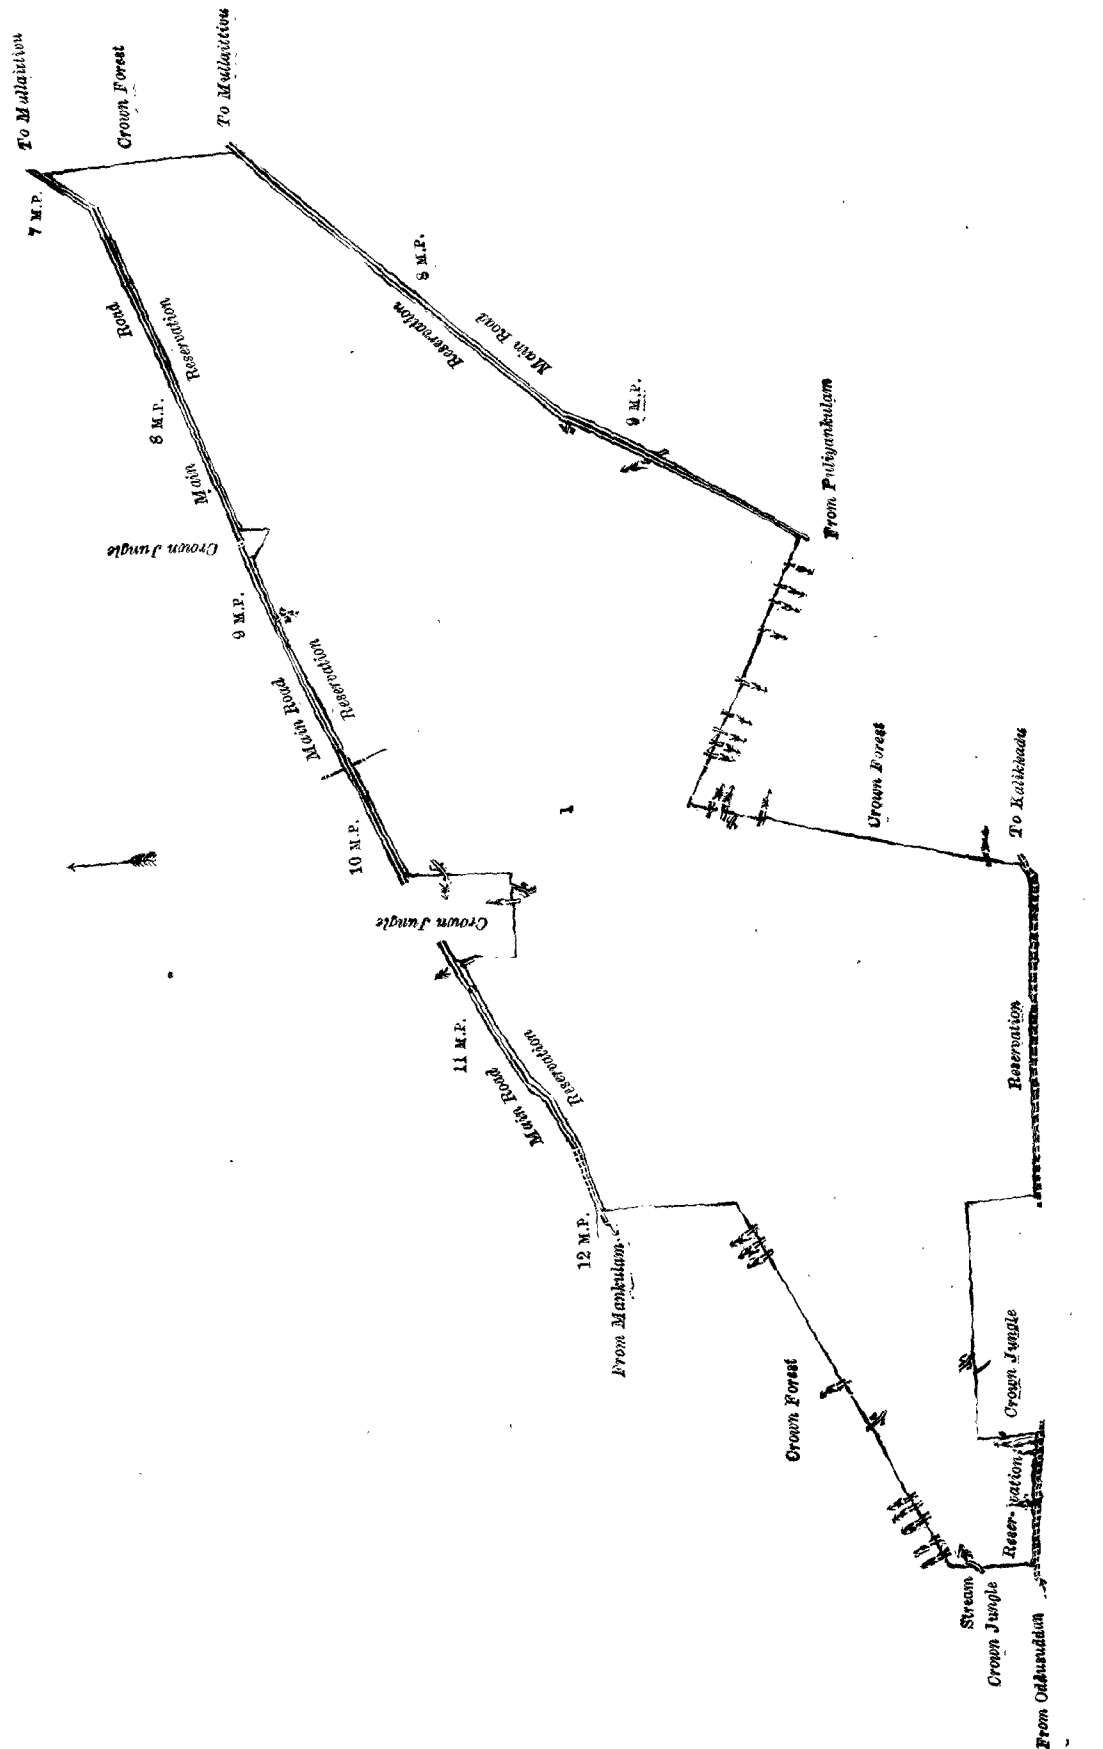 To Mullaittivu
Crown Forest
To Mullaittivu
7 M.P.
Road
Reservation
8 M.P.
Main
Crown Jungle
9 M.P.
Main Road
Reservation
10 M.P.
Crown Jungle
11 M.P.
Main Road
Reservation
12 M.P.
From Mankulam
8 M.P.
Reservation
Main Road
9 M.P.
From Puliyankulam
1
Crown Forest
To Kalikkadu
Reservation
Crown Forest
Crown Jungle
Reser-vation
Stream
Crown Jungle
From Oddusuddan